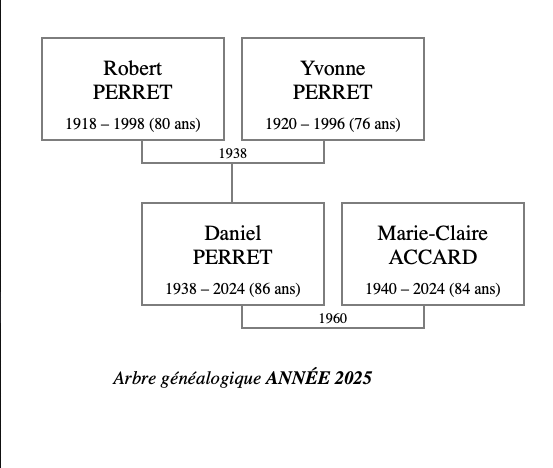 Robert
PERRET
1918 – 1998 (80 ans)
Yvonne
PERRET
1920 – 1996 (76 ans)
1938
Daniel
PERRET
1938 – 2024 (86 ans)
Marie-Claire
ACCARD
1940 – 2024 (84 ans)
1960
Arbre généalogique ANNÉE 2025